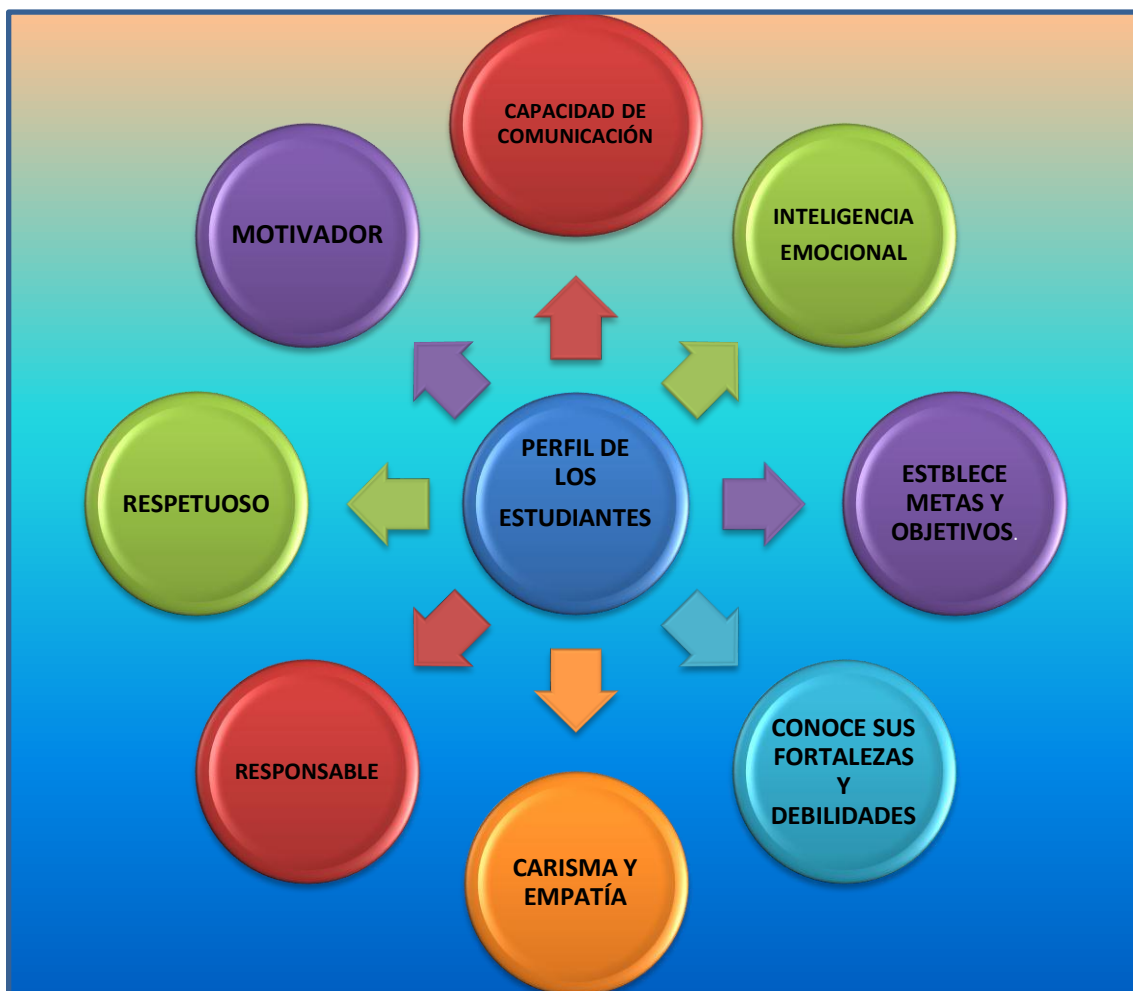 CAPACIDAD DE
COMUNICACIÓN
INTELIGENCIA
EMOCIONAL
ESTBLECE
METAS Y
OBJETIVOS.
CONOCE SUS
FORTALEZAS
Y
DEBILIDADES
CARISMA Y
EMPATÍA
RESPONSABLE
RESPETUOSO
MOTIVADOR
PERFIL DE
LOS
ESTUDIANTES